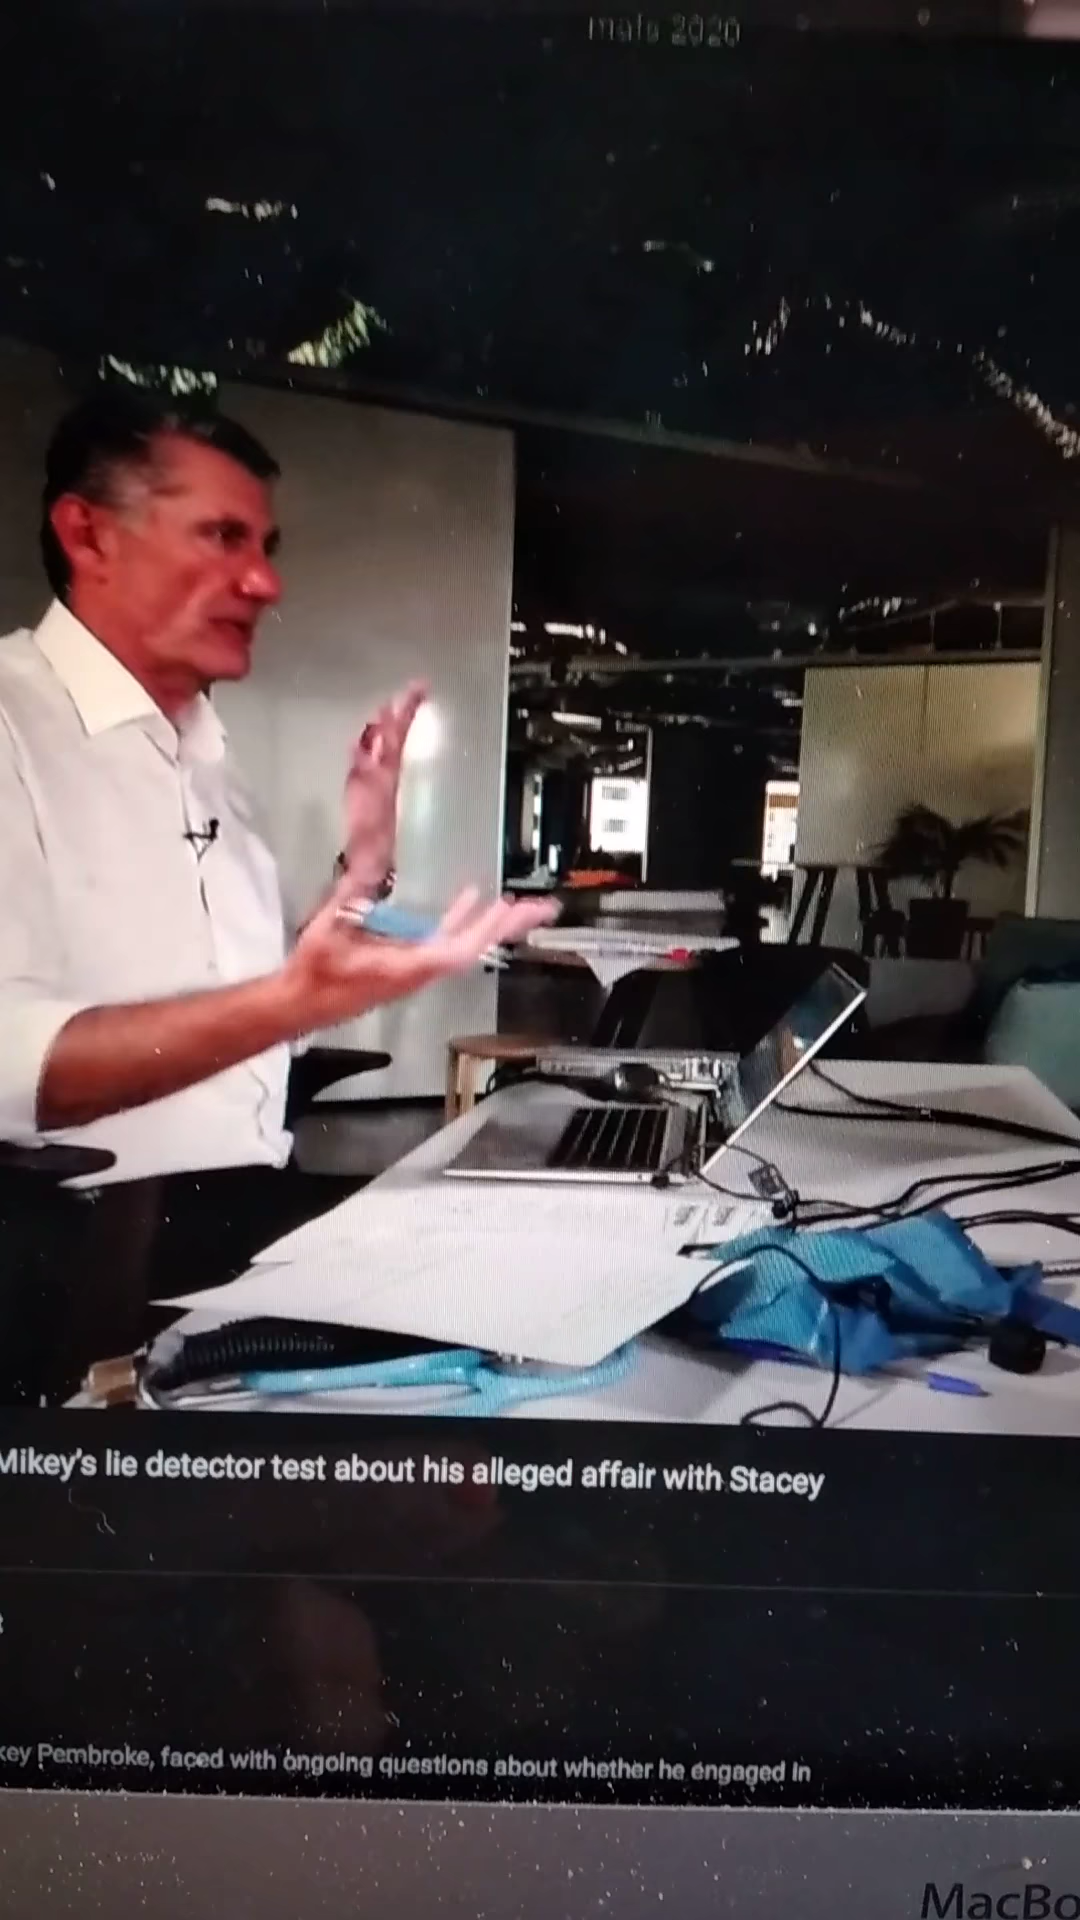 mafs 2020
Mikey's lie detector test about his alleged affair with Stacey
key Pembroke, faced with ongoing questions about whether he engaged in
MacBo